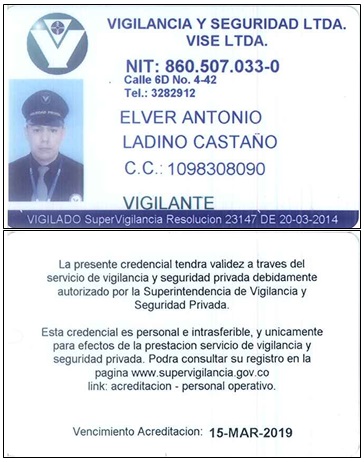 VIGILANCIA Y SEGURIDAD LTDA.
VISE LTDA.
NIT: 860.507.033-0
Calle 6D No. 4-42
Tel.: 3282912
ELVER ANTONIO
LADINO CASTAÑO
C.C.: 1098308090
VIGILANTE
VIGILADO SuperVigilancia Resolucion 23147 DE 20-03-2014
La presente credencial tendra validez a traves del
servicio de vigilancia y seguridad privada debidamente
autorizado por la Superintendencia de Vigilancia y
Seguridad Privada.
Esta credencial es personal e intrasferible, y unicamente
para efectos de la prestacion servicio de vigilancia y
seguridad privada. Podra consultar su registro en la
pagina www.supervigilancia.gov.co
link: acreditacion - personal operativo.
Vencimiento Acreditacion: 15-MAR-2019